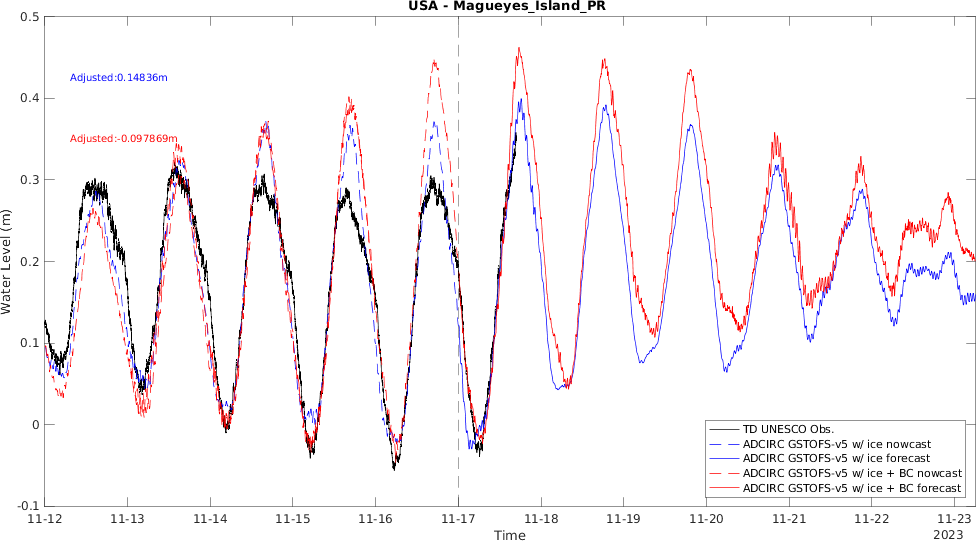 USA - Magueyes_Island_PR
0.5
Adjusted:0.14836m
0.4
Adjusted:-0.097869m
0.3
Water Level (m)
0.2
0.1
0
-0.1
TD UNESCO Obs.
ADCIRC GSTOFS-v5 w/ ice nowcast
ADCIRC GSTOFS-v5 w/ ice forecast
ADCIRC GSTOFS-v5 w/ ice + BC nowcast
ADCIRC GSTOFS-v5 w/ ice + BC forecast
11-12 11-13 11-14 11-15 11-16 11-17 11-18 11-19 11-20 11-21 11-22 11-23
Time
2023